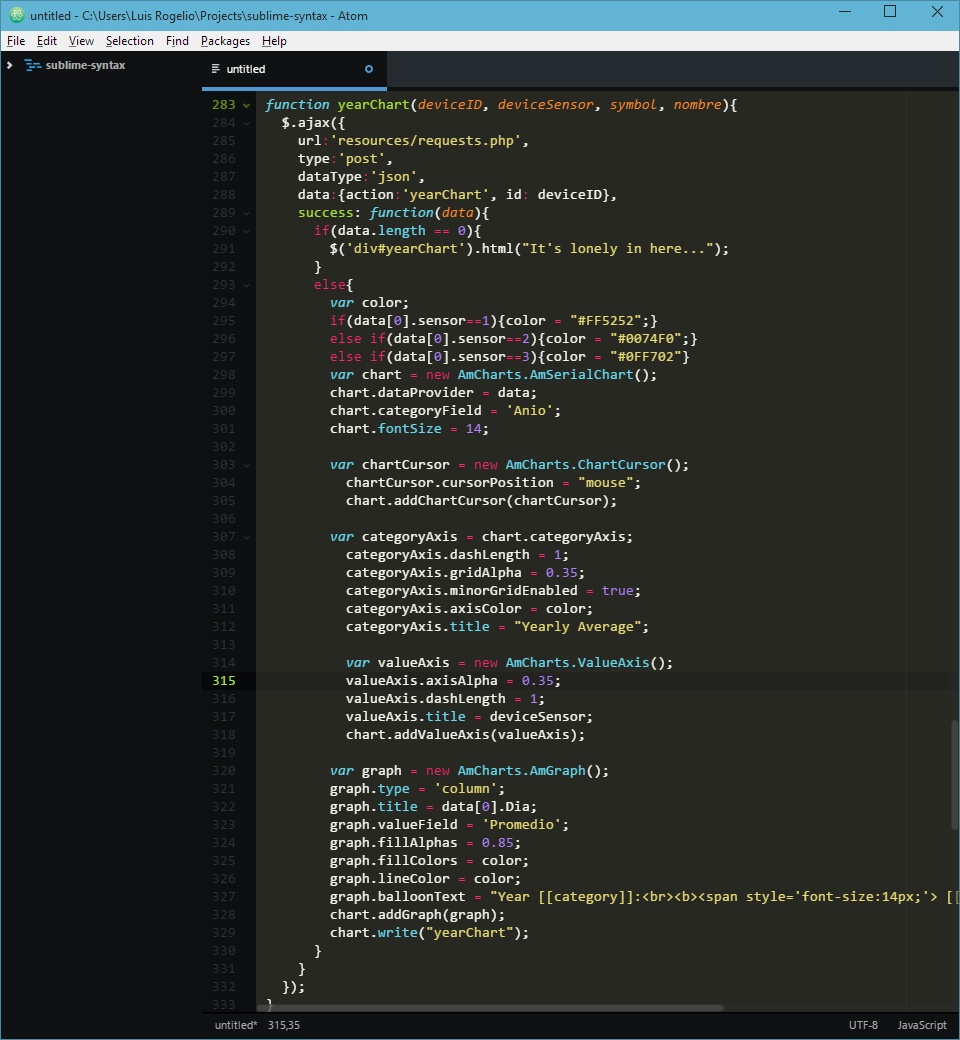 untitled - C:\Users\Luis Rogelio\Projects\sublime-syntax - Atom
File Edit View Selection Find Packages Help
sublime-syntax
untitled
283 function yearChart(deviceID, deviceSensor, symbol, nombre){
284 $.ajax({
285 url:'resources/requests.php',
286 type:'post',
287 dataType:'json',
288 data:{action:'yearChart', id: deviceID},
289 success: function(data){
290 if(data.length == 0){
291 $('div#yearChart').html("It's lonely in here...");
292 }
293 else{
294 var color;
295 if(data[0].sensor==1){color = "#FF5252";}
296 else if(data[0].sensor==2){color = "#0074F0";}
297 else if(data[0].sensor==3){color = "#0FF702"}
298 var chart = new AmCharts.AmSerialChart();
299 chart.dataProvider = data;
300 chart.categoryField = 'Anio';
301 chart.fontSize = 14;
302
303 var chartCursor = new AmCharts.ChartCursor();
304 chartCursor.cursorPosition = "mouse";
305 chart.addChartCursor(chartCursor);
306
307 var categoryAxis = chart.categoryAxis;
308 categoryAxis.dashLength = 1;
309 categoryAxis.gridAlpha = 0.35;
310 categoryAxis.minorGridEnabled = true;
311 categoryAxis.axisColor = color;
312 categoryAxis.title = "Yearly Average";
313
314 var valueAxis = new AmCharts.ValueAxis();
315 valueAxis.axisAlpha = 0.35;
316 valueAxis.dashLength = 1;
317 valueAxis.title = deviceSensor;
318 chart.addValueAxis(valueAxis);
319
320 var graph = new AmCharts.AmGraph();
321 graph.type = 'column';
322 graph.title = data[0].Dia;
323 graph.valueField = 'Promedio';
324 graph.fillAlphas = 0.85;
325 graph.fillColors = color;
326 graph.lineColor = color;
327 graph.balloonText = "Year [[category]]:<br><b><span style='font-size:14px;'> [[
328 chart.addGraph(graph);
329 chart.write("yearChart");
330 }
331 }
332 });
333 }
untitled* 315,35 UTF-8 JavaScript